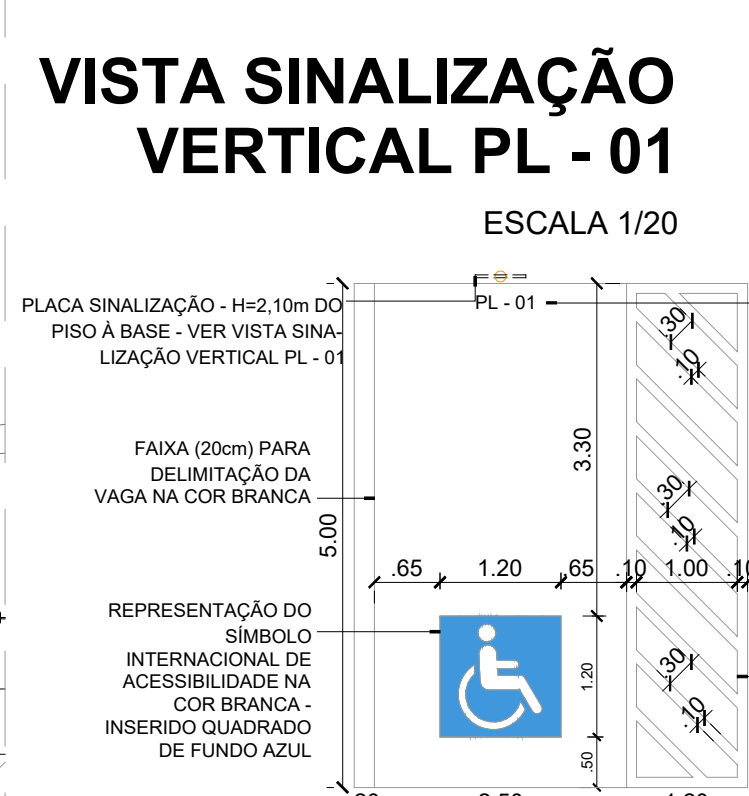 VISTA SINALIZAÇÃO
VERTICAL PL - 01
ESCALA 1/20
PLACA SINALIZAÇÃO - H=2,10m DO
PISO À BASE - VER VISTA SINA-
LIZAÇÃO VERTICAL PL - 01
PL - 01
.30
.10
FAIXA (20cm) PARA
DELIMITAÇÃO DA
VAGA NA COR BRANCA
5.00
3.30
.30
.10
.65
1.20
.65
.10
1.00
.10
REPRESENTAÇÃO DO
SÍMBOLO
INTERNACIONAL DE
ACESSIBILIDADE NA
COR BRANCA -
INSERIDO QUADRADO
DE FUNDO AZUL
1.20
.50
.30
.10